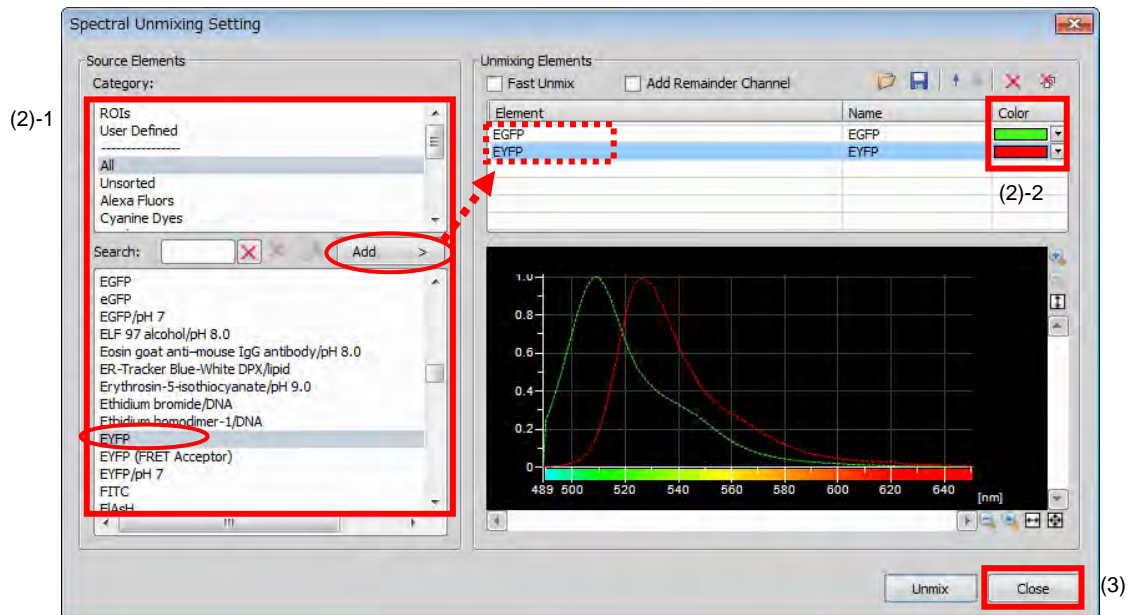 Spectral Unmixing Setting
Source Elements
Category:
(2)-1
ROIs
User Defined
----------------
All
Unsorted
Alexa Fluors
Cyanine Dyes
Search:
Add >
EGFP
eGFP
EGFP/pH 7
ELF 97 alcohol/pH 8.0
Eosin goat anti-mouse IgG antibody/pH 8.0
ER-Tracker Blue-White DPX/lipid
Erythrosin-5-isothiocyanate/pH 9.0
Ethidium bromide/DNA
Ethidium homodimer-1/DNA
EYFP
EYFP (FRET Acceptor)
EYFP/pH 7
FITC
FlAsH
Unmixing Elements
Fast Unmix Add Remainder Channel
Element Name Color
EGFP EGFP
EYFP EYFP
(2)-2
1.0
0.8
0.6
0.4
0.2
0
489 500 520 540 560 580 600 620 640
[nm]
Unmix Close
(3)